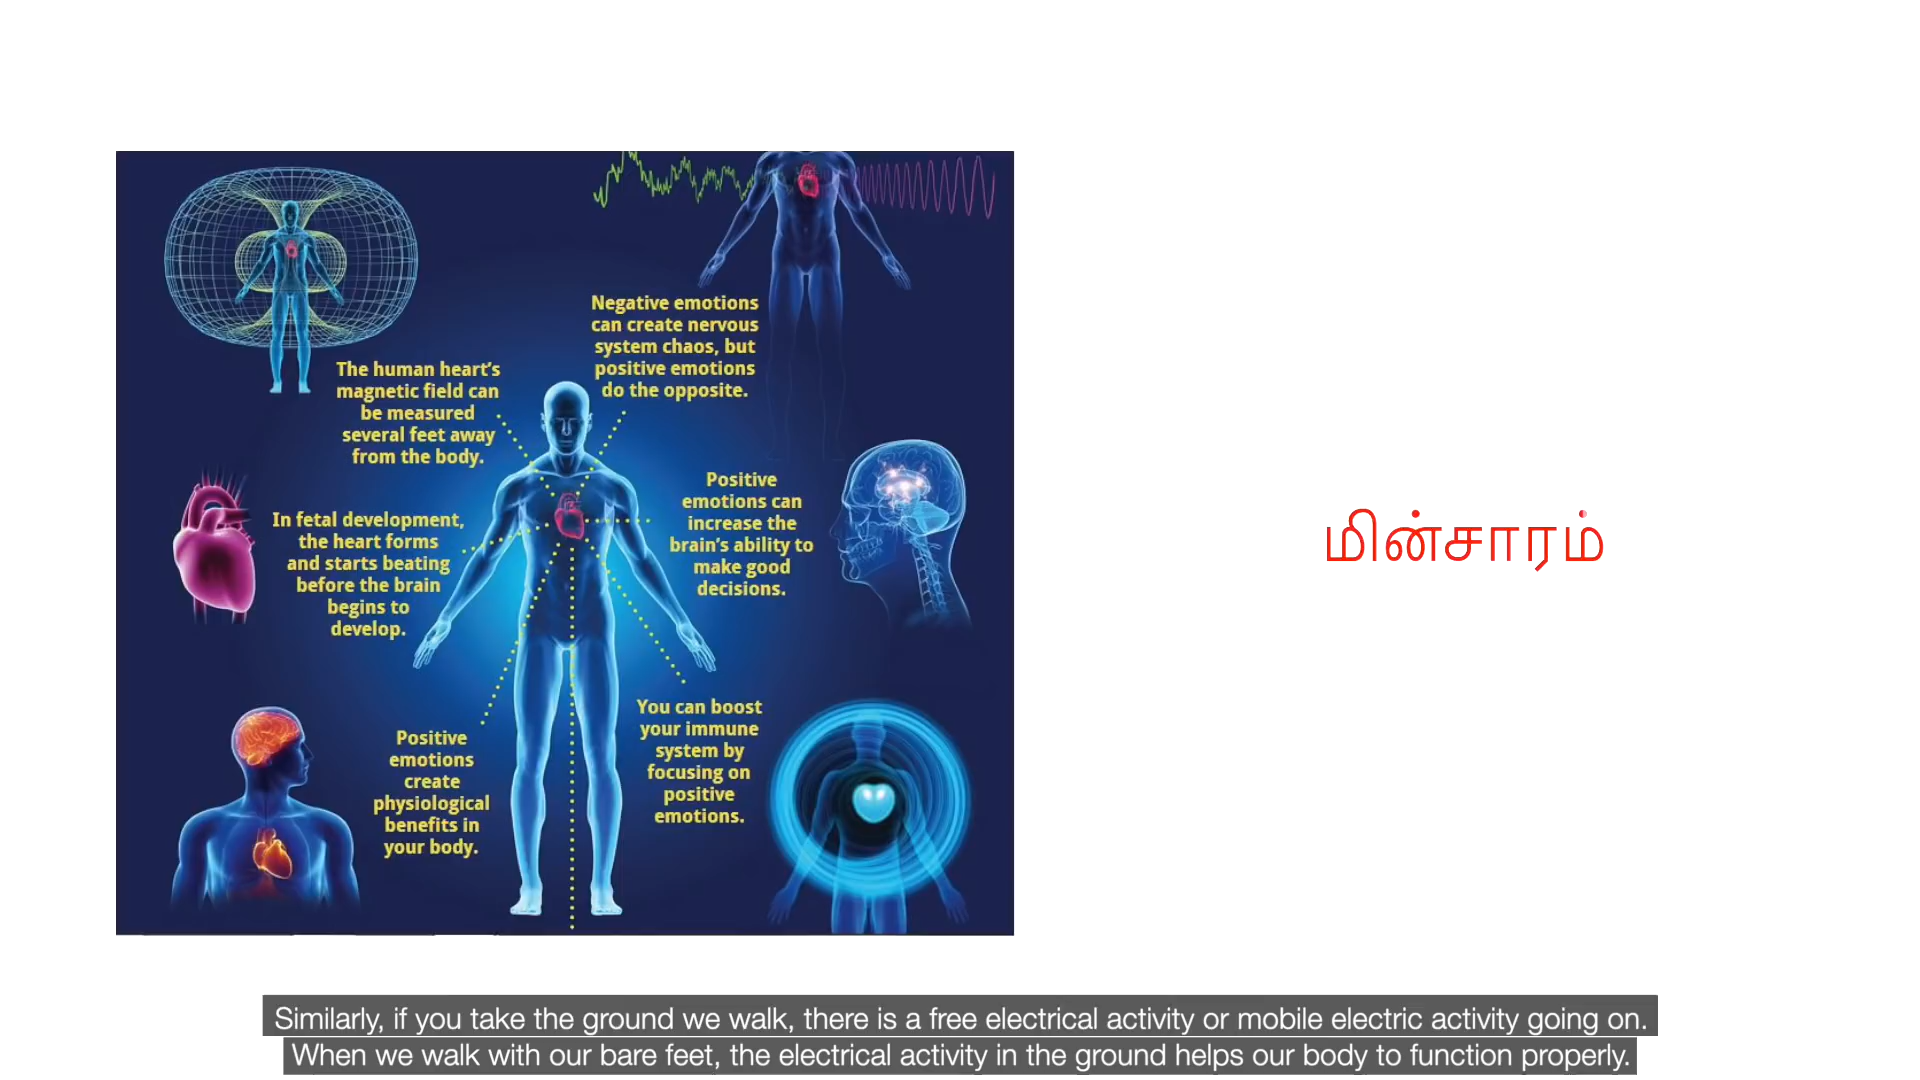 Negative emotions
can create nervous
system chaos, but
positive emotions
do the opposite.
The human heart's
magnetic field can
be measured
several feet away
from the body.
Positive
emotions can
increase the
brain's ability to
make good
decisions.
In fetal development,
the heart forms
and starts beating
before the brain
begins to
develop.
You can boost
your immune
system by
focusing on
positive
emotions.
Positive
emotions
create
physiological
benefits in
your body.
மின்சாரம்
Similarly, if you take the ground we walk, there is a free electrical activity or mobile electric activity going on.
When we walk with our bare feet, the electrical activity in the ground helps our body to function properly.